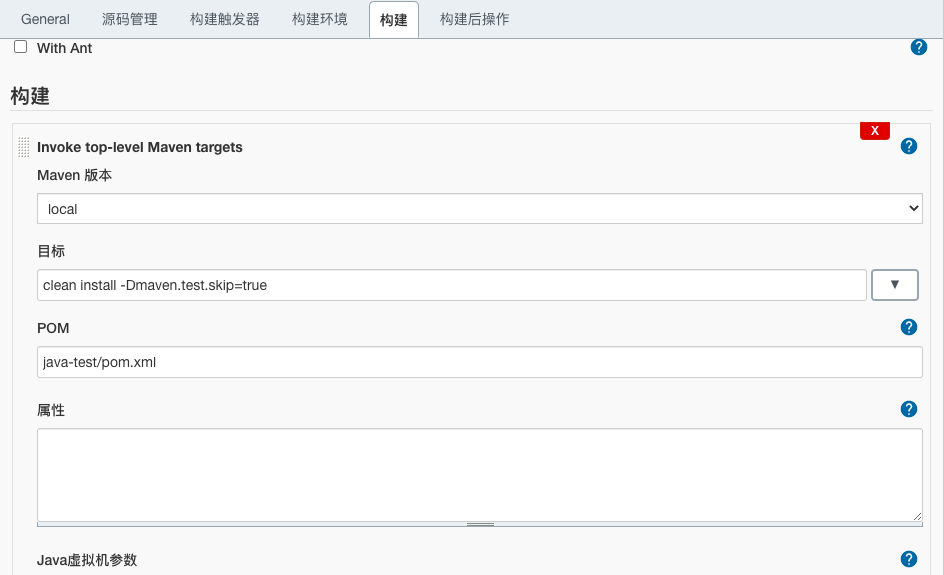 General 源码管理 构建触发器 构建环境 构建 构建后操作
With Ant ?
构建
X
Invoke top-level Maven targets ?
Maven 版本
local
目标
clean install -Dmaven.test.skip=true ▼
POM ?
java-test/pom.xml
属性 ?
Java虚拟机参数 ?